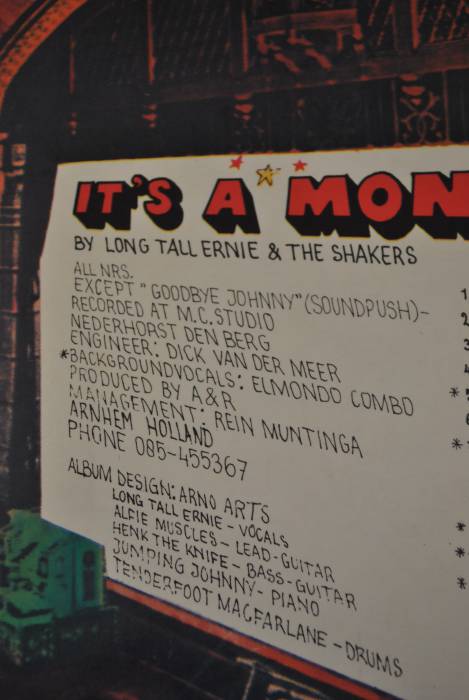 IT'S A MON
BY LONG TALL ERNIE & THE SHAKERS
ALL NRS.
EXCEPT "GOODBYE JOHNNY" (SOUNDPUSH)-
RECORDED AT M.C. STUDIO
NEDERHORST DEN BERG
ENGINEER: DICK VAN DER MEER
*BACKGROUNDVOCALS: ELMONDO COMBO
PRODUCED BY A&R
MANAGEMENT: REIN MUNTINGA
ARNHEM HOLLAND
PHONE 085-455367
ALBUM DESIGN: ARNO ARTS
LONG TALL ERNIE - VOCALS
ALFIE MUSCLES - LEAD-GUITAR
HENK THE KNIFE - BASS-GUITAR
JUMPING JOHNNY - PIANO
TENDERFOOT MACFARLANE - DRUMS